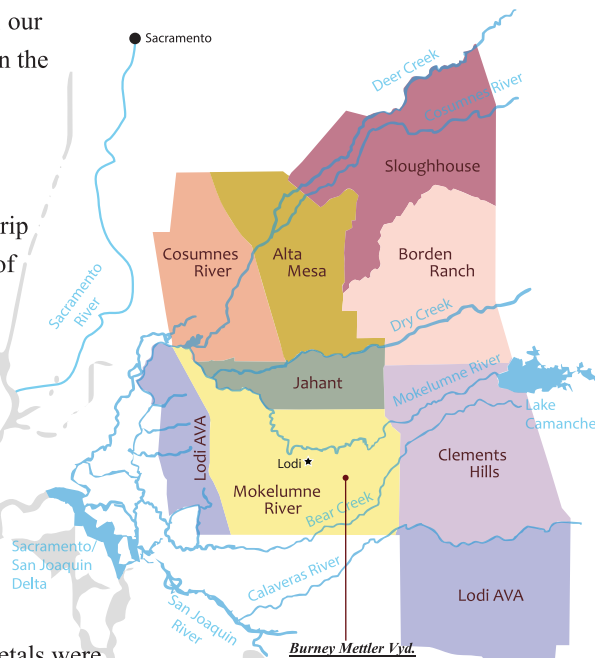 our
n the
rip
of
Sacramento
Deer Creek
Cosumnes River
Sloughhouse
Cosumnes
River
Alta
Mesa
Borden
Ranch
Sacramento
River
Dry Creek
Jahant
Mokelumne River
Lake
Camanche
Lodi AVA
Lodi
Mokelumne
River
Clements
Hills
Bear Creek
Sacramento/
San Joaquin
Delta
Calaveras River
San Joaquin
River
Lodi AVA
Burney Mettler Vyd.
etals were